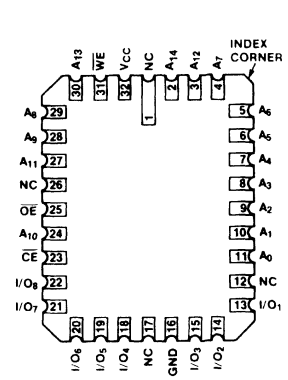 INDEX
CORNER
A13
W̅E̅
VCC
NC
A14
A12
A7
30
31
32
1
2
3
4
A8 29
A9 28
A11 27
NC 26
O̅E̅ 25
A10 24
C̅E̅ 23
I/O8 22
I/O7 21
5 A6
6 A5
7 A4
8 A3
9 A2
10 A1
11 A0
12 NC
13 I/O1
20
19
18
17
16
15
14
I/O6
I/O5
I/O4
NC
GND
I/O3
I/O2